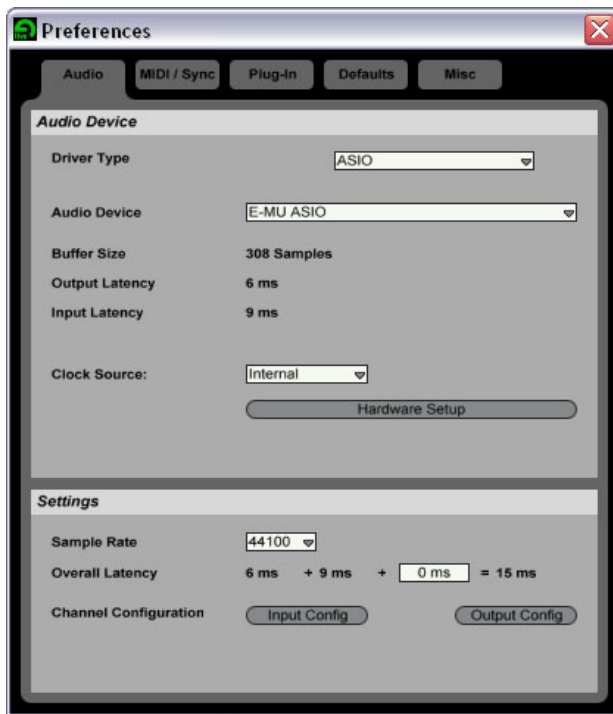 Preferences
Audio MIDI / Sync Plug-In Defaults Misc
Audio Device
Driver Type ASIO
Audio Device E-MU ASIO
Buffer Size 308 Samples
Output Latency 6 ms
Input Latency 9 ms
Clock Source: Internal
Hardware Setup
Settings
Sample Rate 44100
Overall Latency 6 ms + 9 ms + 0 ms = 15 ms
Channel Configuration Input Config Output Config